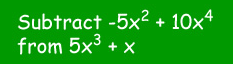 Subtract -5x² + 10x⁴
from 5x³ + x